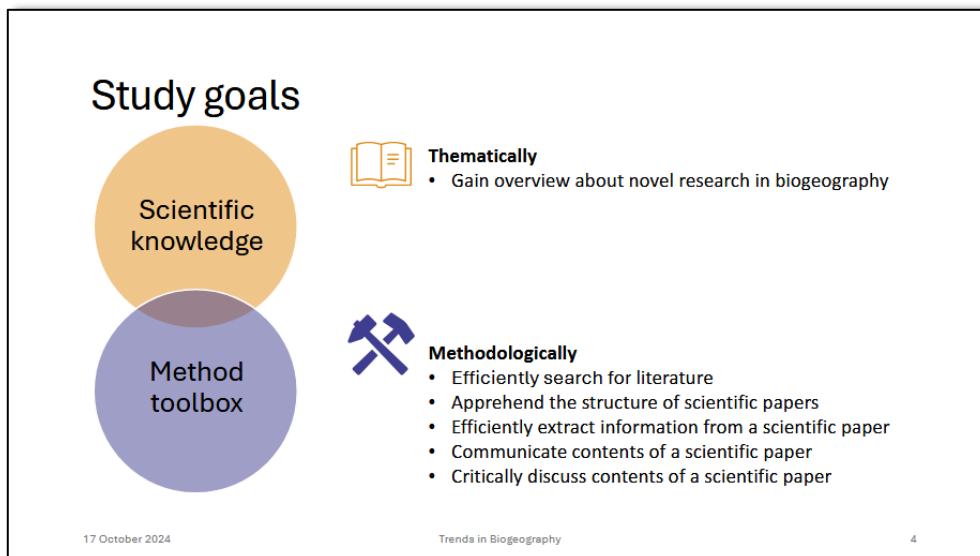 Study goals
Scientific
knowledge
Thematically
• Gain overview about novel research in biogeography
Method
toolbox
Methodologically
• Efficiently search for literature
• Apprehend the structure of scientific papers
• Efficiently extract information from a scientific paper
• Communicate contents of a scientific paper
• Critically discuss contents of a scientific paper
17 October 2024
Trends in Biogeography
4